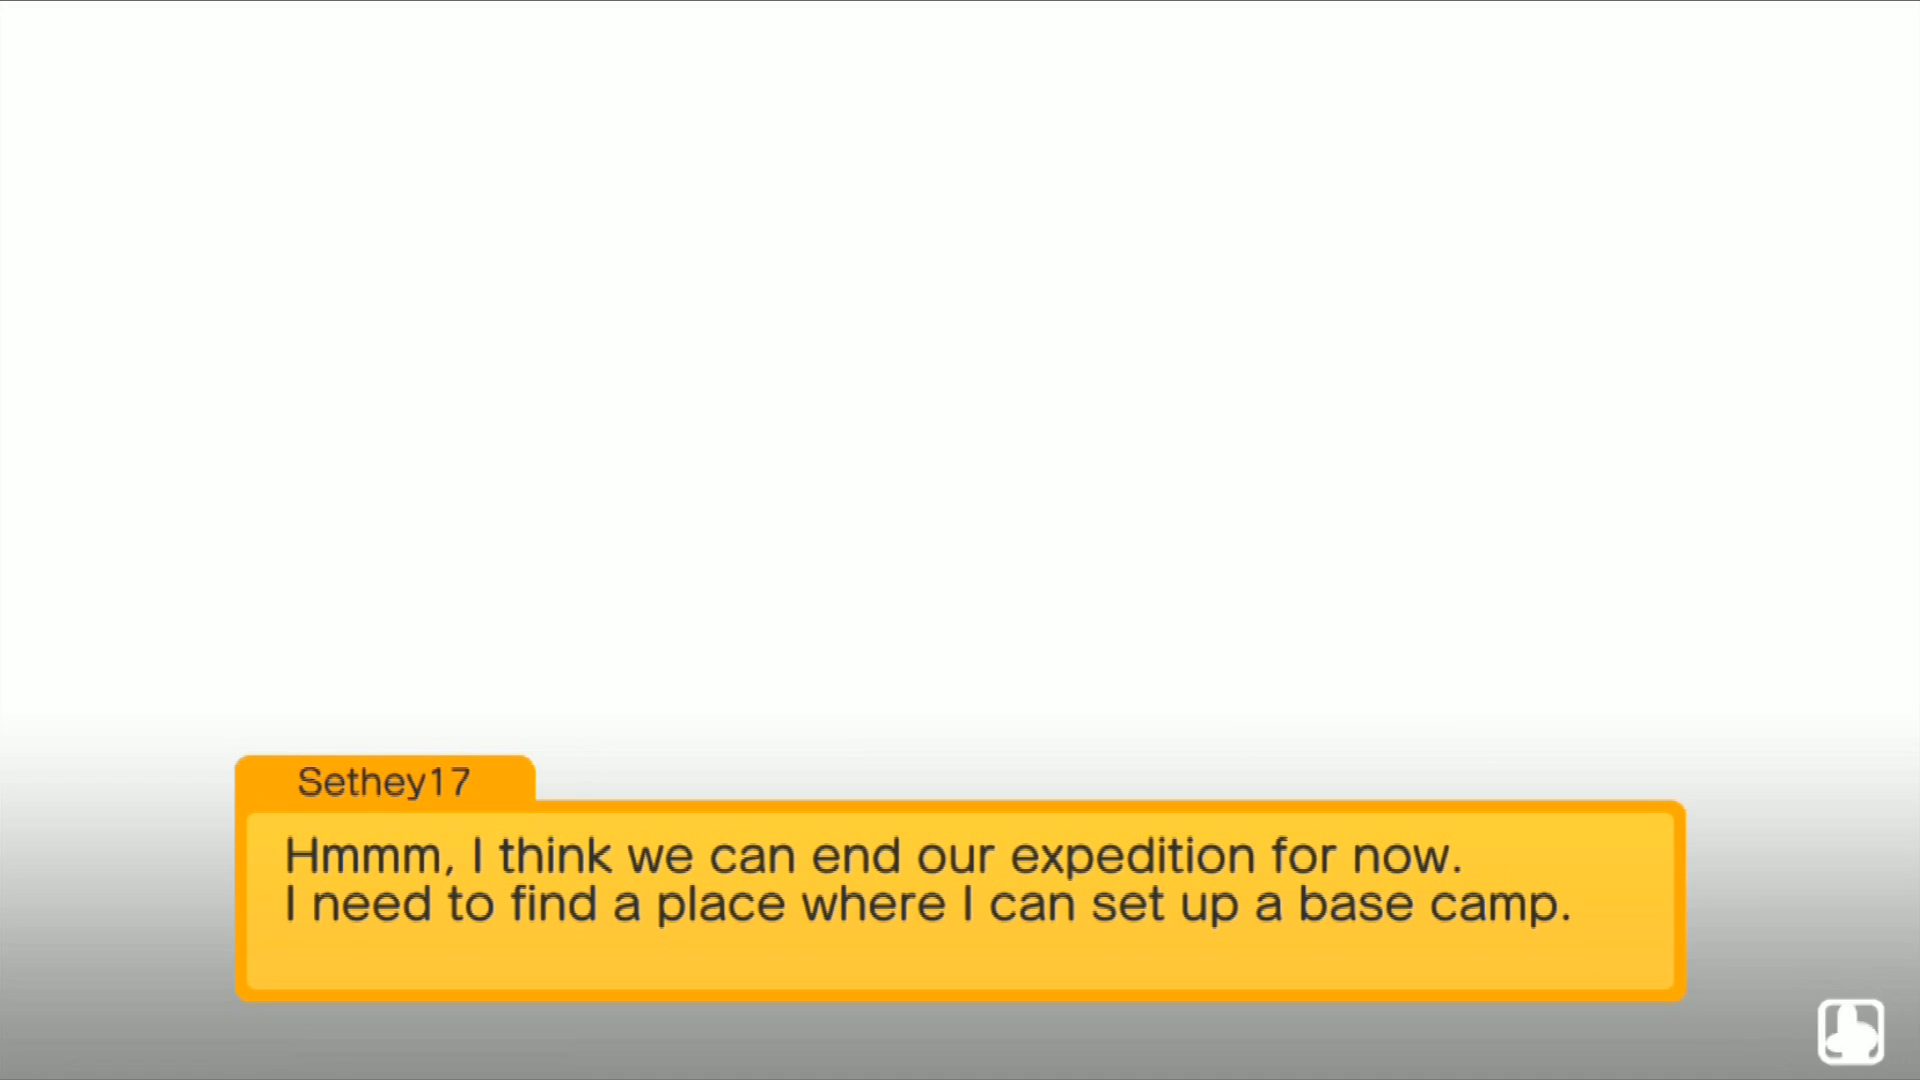 Sethey17
Hmmm, I think we can end our expedition for now.
I need to find a place where I can set up a base camp.